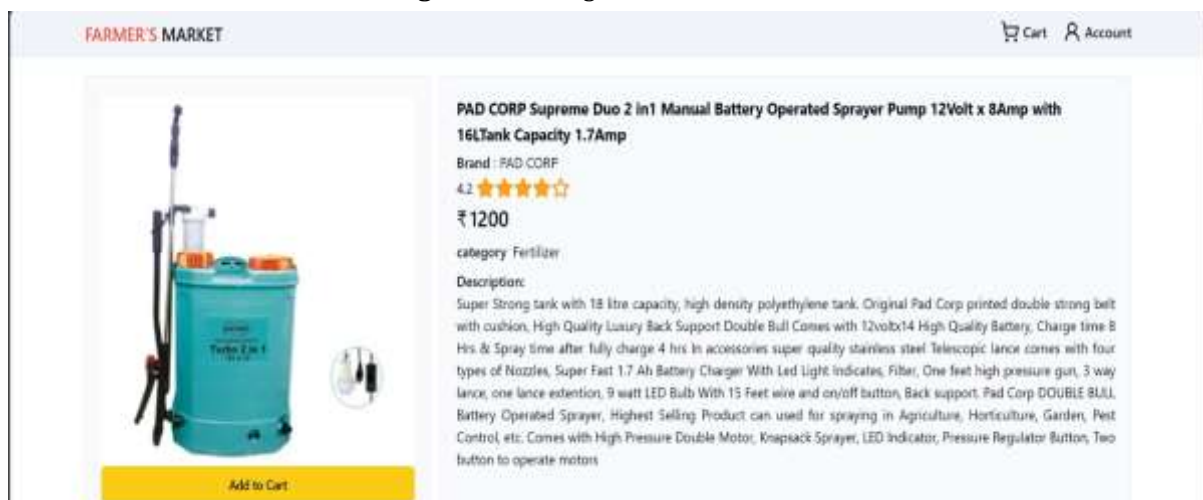 FARMER'S MARKET
Cart
Account
PAD CORP Supreme Duo 2 in1 Manual Battery Operated Sprayer Pump 12Volt x 8Amp with
16LTank Capacity 1.7Amp
Brand : PAD CORP
4.2
₹1200
category Fertilizer
Description:
Super Strong tank with 18 litre capacity, high density polyethylene tank. Original Pad Corp printed double strong belt
with cushion, High Quality Luxury Back Support Double Bull Comes with 12voltx14 High Quality Battery, Charge time 8
Hrs & Spray time after fully charge 4 hrs In accessories super quality stainless steel Telescopic lance comes with four
types of Nozzles, Super Fast 1.7 Ah Battery Charger With Led Light Indicates, Filter, One feet high pressure gun, 3 way
lance, one lance extention, 9 watt LED Bulb With 15 Feet wire and on/off button, Back support. Pad Corp DOUBLE BULL
Battery Operated Sprayer, Highest Selling Product can used for spraying in Agriculture, Horticulture, Garden, Pest
Control, etc. Comes with High Pressure Double Motor, Knapsack Sprayer, LED Indicator, Pressure Regulator Button, Two
button to operate motors
Turbo 2 in 1
Add to Cart